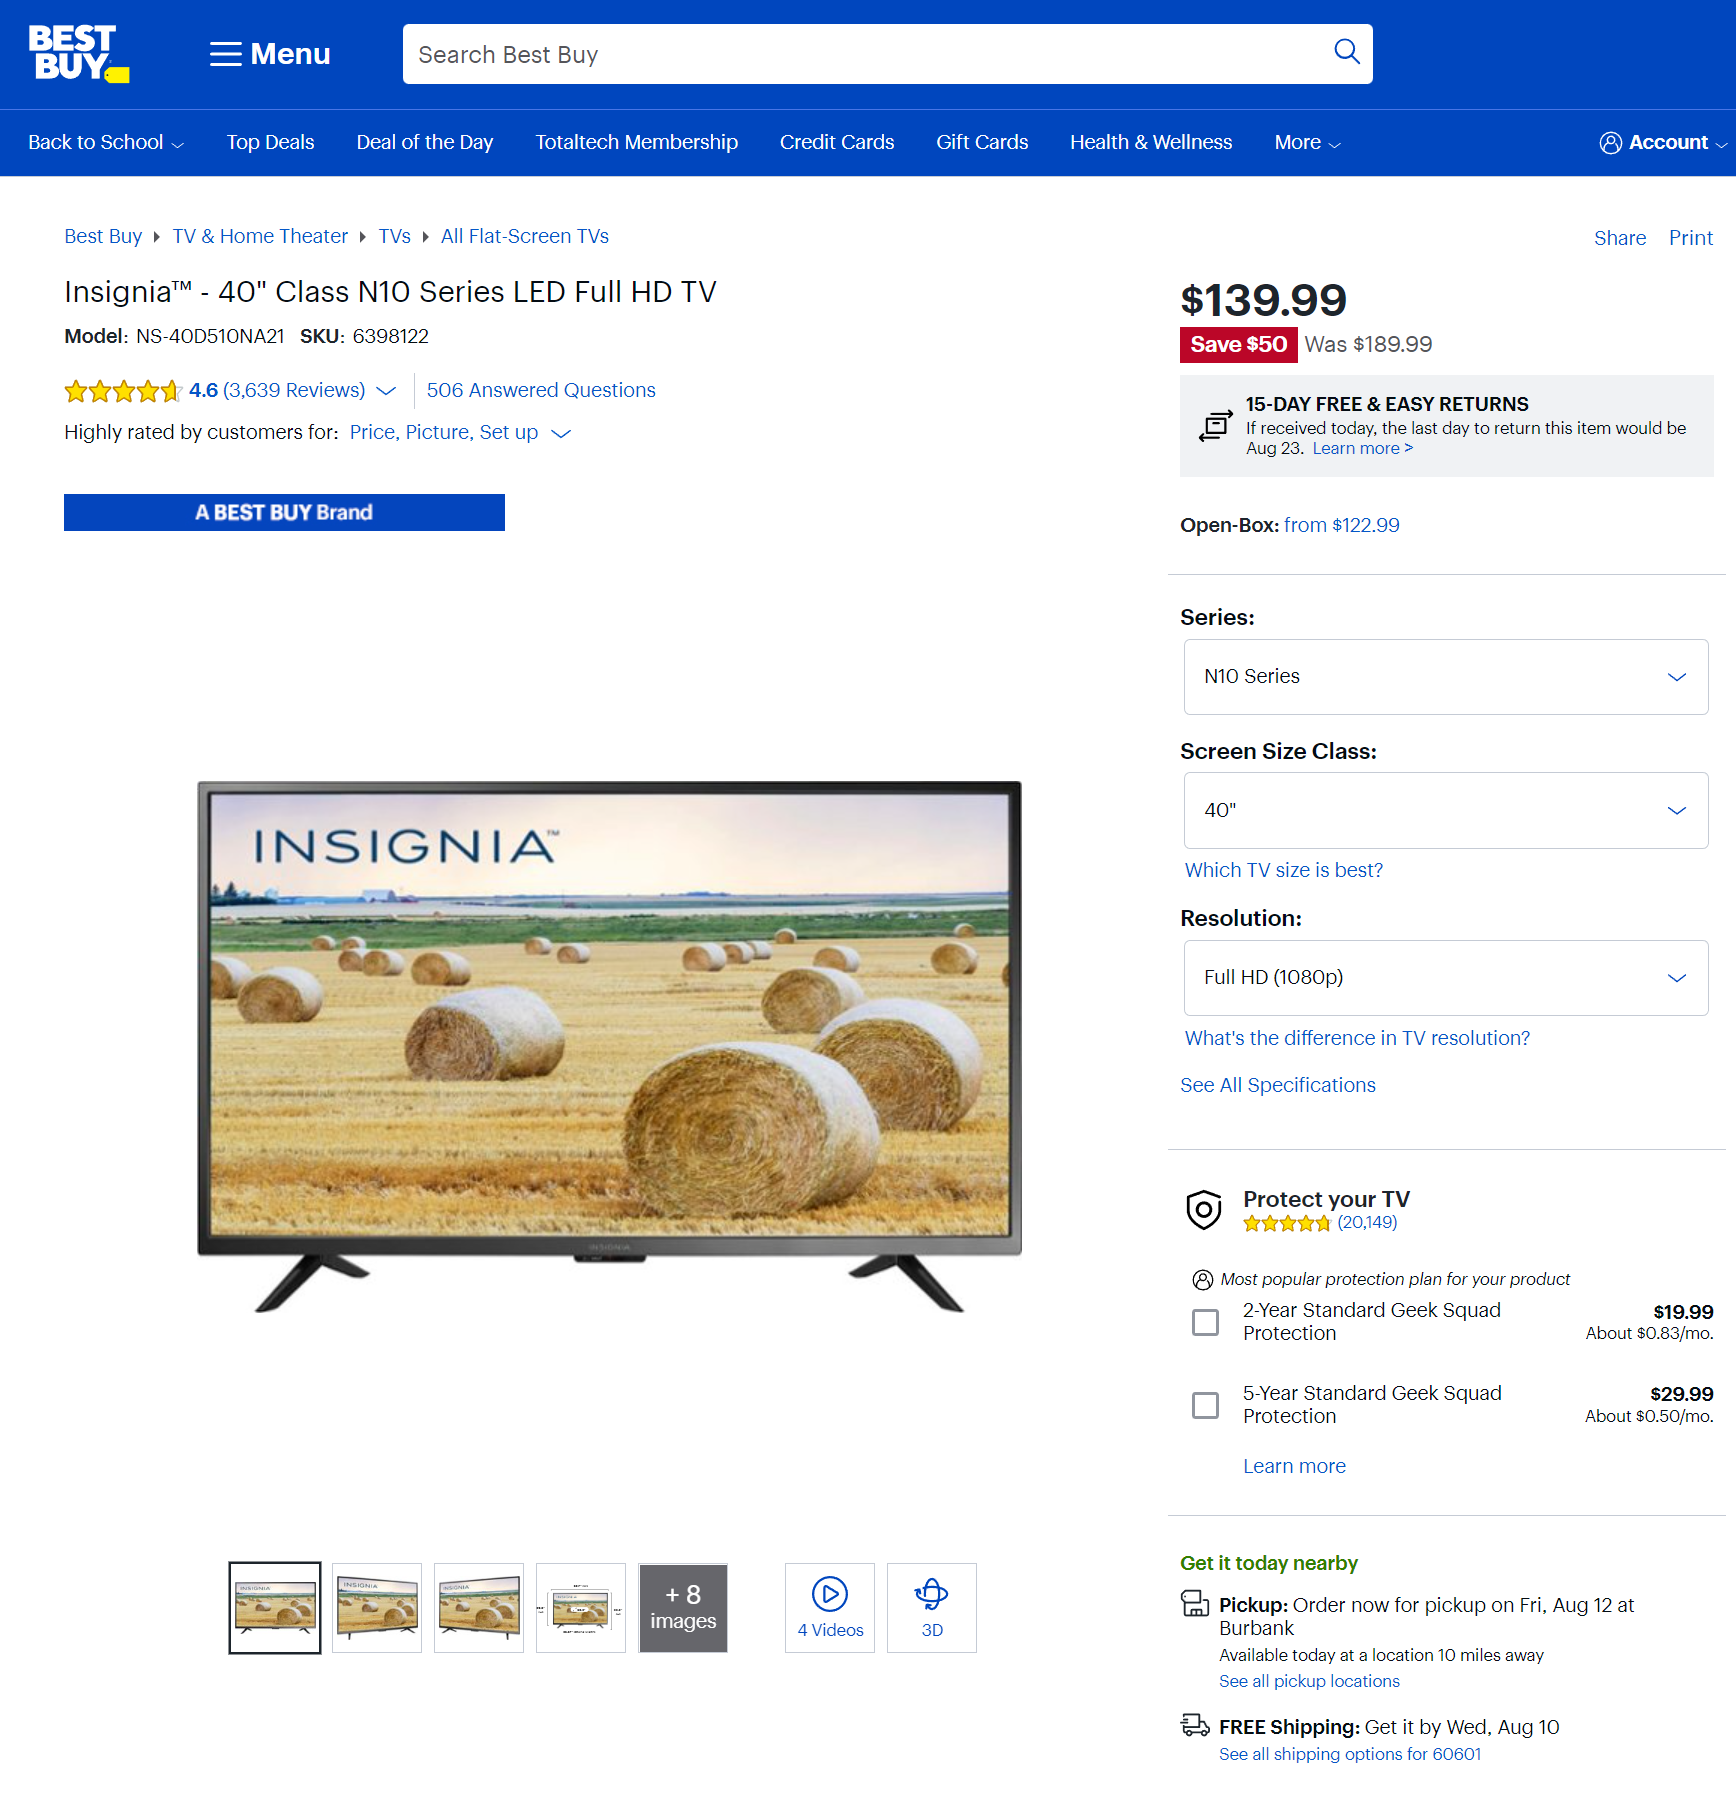 BEST
BUY
Menu
Search Best Buy
Back to School
Top Deals
Deal of the Day
Totaltech Membership
Credit Cards
Gift Cards
Health & Wellness
More
Account
Best Buy
TV & Home Theater
TVs
All Flat-Screen TVs
Share
Print
Insignia™ - 40" Class N10 Series LED Full HD TV
Model: NS-40D510NA21 SKU: 6398122
4.6 (3,639 Reviews)
506 Answered Questions
Highly rated by customers for: Price, Picture, Set up
A BEST BUY Brand
INSIGNIA™
INSIGNIA
INSIGNIA
INSIGNIA
INSIGNIA
+ 8
images
4 Videos
3D
$139.99
Save $50 Was $189.99
15-DAY FREE & EASY RETURNS
If received today, the last day to return this item would be
Aug 23. Learn more >
Open-Box: from $122.99
Series:
N10 Series
Screen Size Class:
40"
Which TV size is best?
Resolution:
Full HD (1080p)
What's the difference in TV resolution?
See All Specifications
Protect your TV
(20,149)
Most popular protection plan for your product
2-Year Standard Geek Squad
Protection
$19.99
About $0.83/mo.
5-Year Standard Geek Squad
Protection
$29.99
About $0.50/mo.
Learn more
Get it today nearby
Pickup: Order now for pickup on Fri, Aug 12 at
Burbank
Available today at a location 10 miles away
See all pickup locations
FREE Shipping: Get it by Wed, Aug 10
See all shipping options for 60601